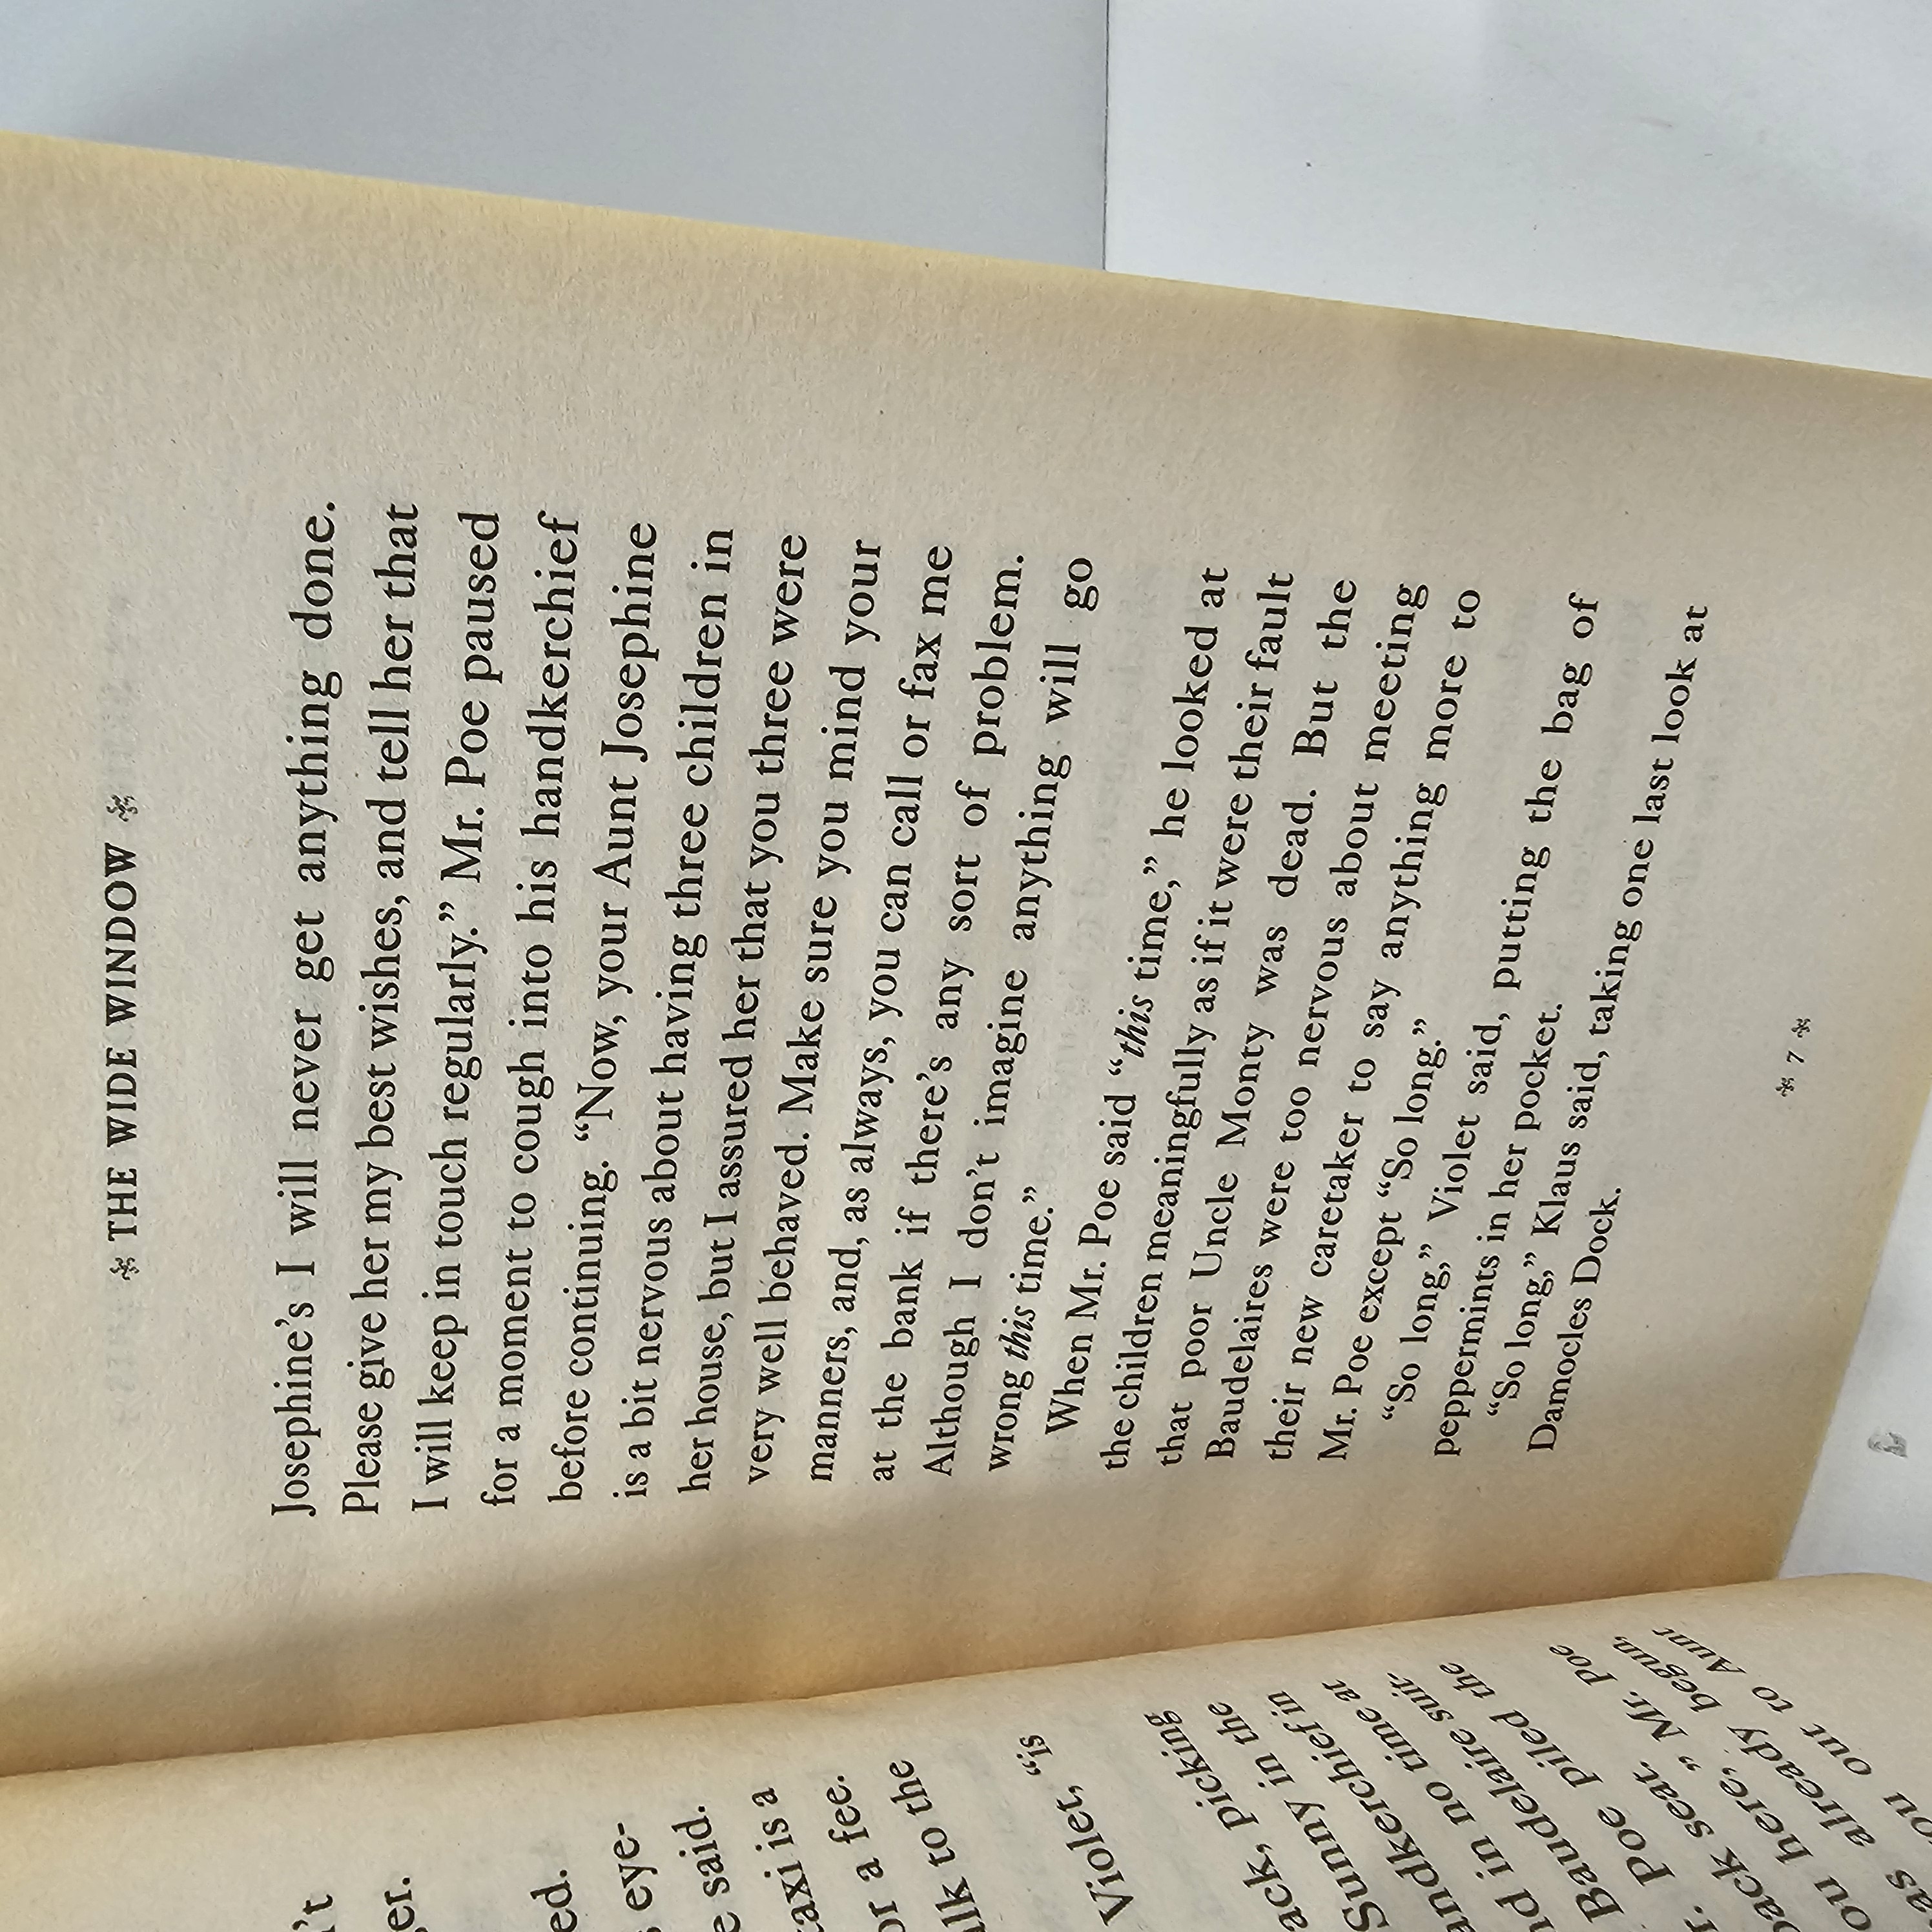 't
er.
ed.
eye-
e said.
taxi is a
or a fee.
alk to the
Violet, “is
ack, picking
Sunny in the
andkerchief in
nd in no time at
Baudelaire suit-
r. Poe piled the
back seat.
ou here,” Mr. Poe
as already begun,
ou out to Aunt
THE WIDE WINDOW
Josephine’s I will never get anything done.
Please give her my best wishes, and tell her that
I will keep in touch regularly.” Mr. Poe paused
for a moment to cough into his handkerchief
before continuing. “Now, your Aunt Josephine
is a bit nervous about having three children in
her house, but I assured her that you three were
very well behaved. Make sure you mind your
manners, and, as always, you can call or fax me
at the bank if there’s any sort of problem.
Although I don’t imagine anything will go
wrong this time.”
When Mr. Poe said “this time,” he looked at
the children meaningfully as if it were their fault
that poor Uncle Monty was dead. But the
Baudelaires were too nervous about meeting
their new caretaker to say anything more to
Mr. Poe except “So long.”
“So long,” Violet said, putting the bag of
peppermints in her pocket.
“So long,” Klaus said, taking one last look at
Damocles Dock.
7